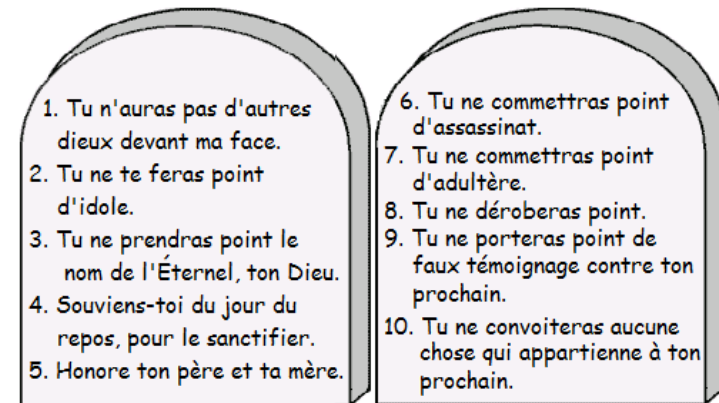 1. Tu n'auras pas d'autres
dieux devant ma face.
2. Tu ne te feras point
d'idole.
3. Tu ne prendras point le
nom de l'Éternel, ton Dieu.
4. Souviens-toi du jour du
repos, pour le sanctifier.
5. Honore ton père et ta mère.
6. Tu ne commettras point
d'assassinat.
7. Tu ne commettras point
d'adultère.
8. Tu ne déroberas point.
9. Tu ne porteras point de
faux témoignage contre ton
prochain.
10. Tu ne convoiteras aucune
chose qui appartienne à ton
prochain.